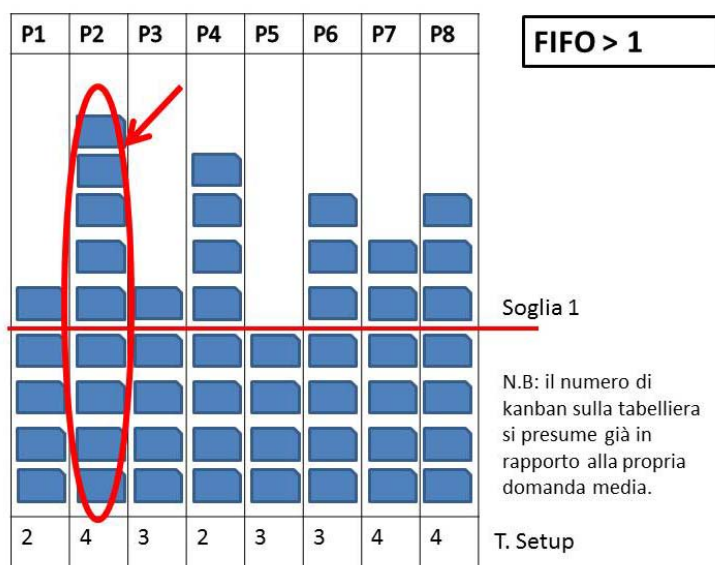 P1 P2 P3 P4 P5 P6 P7 P8
FIFO > 1
Soglia 1
N.B: il numero di
kanban sulla tabelliera
si presume già in
rapporto alla propria
domanda media.
2 4 3 2 3 3 4 4 T. Setup